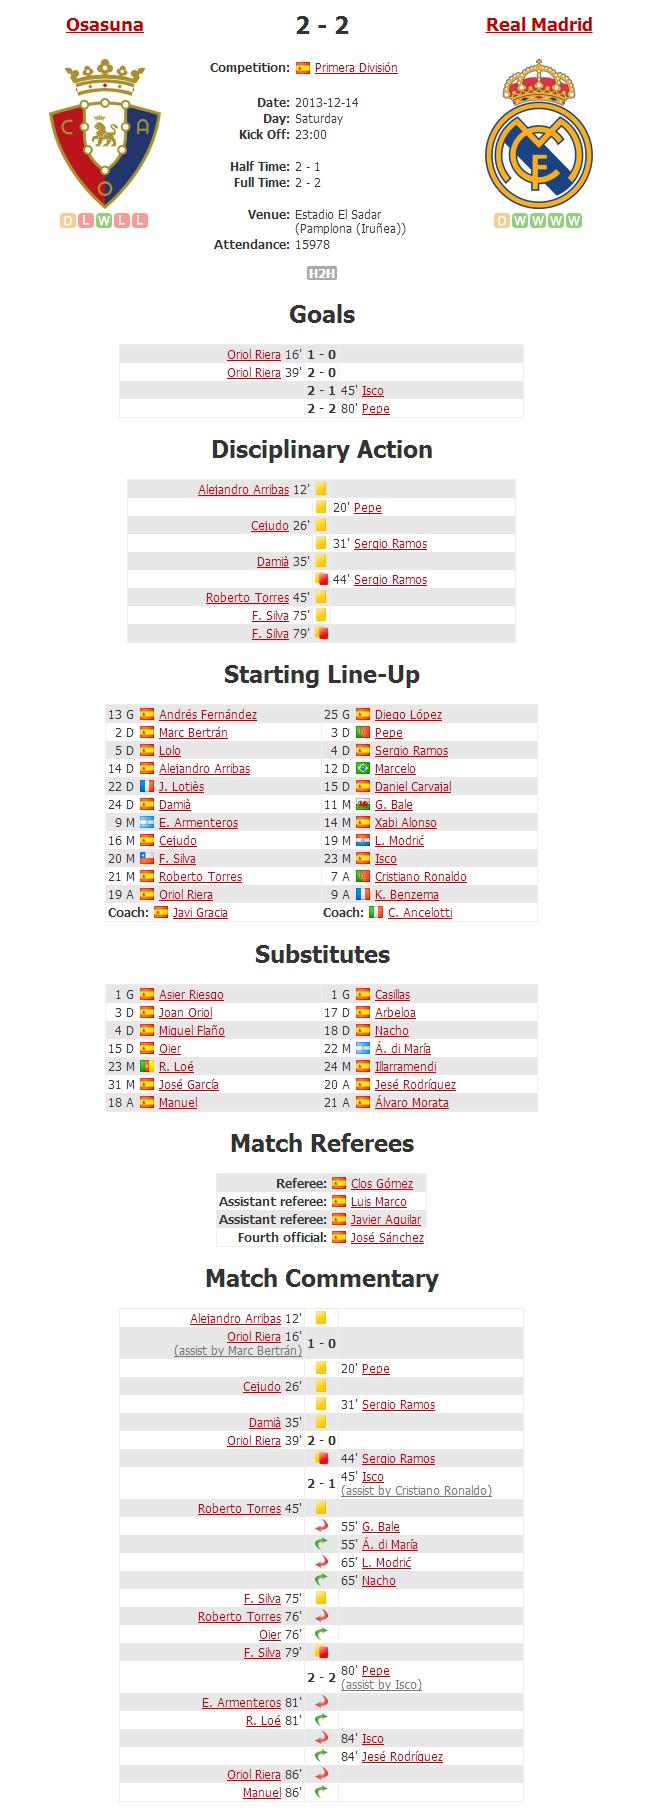 Osasuna 2 - 2 Real Madrid
Competition: Primera División
Date: 2013-12-14
Day: Saturday
Kick Off: 23:00
Half Time: 2 - 1
Full Time: 2 - 2
Venue: Estadio El Sadar
(Pamplona (Iruñea))
Attendance: 15978
C A O
D L W L L
D W W W W
H2H
Goals
Oriol Riera 16' 1 - 0
Oriol Riera 39' 2 - 0
2 - 1 45' Isco
2 - 2 80' Pepe
Disciplinary Action
Alejandro Arribas 12'
20' Pepe
Cejudo 26'
31' Sergio Ramos
Damià 35'
44' Sergio Ramos
Roberto Torres 45'
F. Silva 75'
F. Silva 79'
Starting Line-Up
13 G Andrés Fernández 25 G Diego López
2 D Marc Bertrán 3 D Pepe
5 D Lolo 4 D Sergio Ramos
14 D Alejandro Arribas 12 D Marcelo
22 D J. Lotiès 15 D Daniel Carvajal
24 D Damià 11 M G. Bale
9 M E. Armenteros 14 M Xabi Alonso
16 M Cejudo 19 M L. Modrić
20 M F. Silva 23 M Isco
21 M Roberto Torres 7 A Cristiano Ronaldo
19 A Oriol Riera 9 A K. Benzema
Coach: Javi Gracia Coach: C. Ancelotti
Substitutes
1 G Asier Riesgo 1 G Casillas
3 D Joan Oriol 17 D Arbeloa
4 D Miguel Flaño 18 D Nacho
15 D Oier 22 M Á. di María
23 M R. Loé 24 M Illarramendi
31 M José García 20 A Jesé Rodríguez
18 A Manuel 21 A Álvaro Morata
Match Referees
Referee: Clos Gómez
Assistant referee: Luis Marco
Assistant referee: Javier Aguilar
Fourth official: José Sánchez
Match Commentary
Alejandro Arribas 12'
Oriol Riera 16' 1 - 0
(assist by Marc Bertrán)
20' Pepe
Cejudo 26'
31' Sergio Ramos
Damià 35'
Oriol Riera 39' 2 - 0
44' Sergio Ramos
2 - 1 45' Isco
(assist by Cristiano Ronaldo)
Roberto Torres 45'
55' G. Bale
55' Á. di María
65' L. Modrić
65' Nacho
F. Silva 75'
Roberto Torres 76'
Oier 76'
F. Silva 79'
2 - 2 80' Pepe
(assist by Isco)
E. Armenteros 81'
R. Loé 81'
84' Isco
84' Jesé Rodríguez
Oriol Riera 86'
Manuel 86'